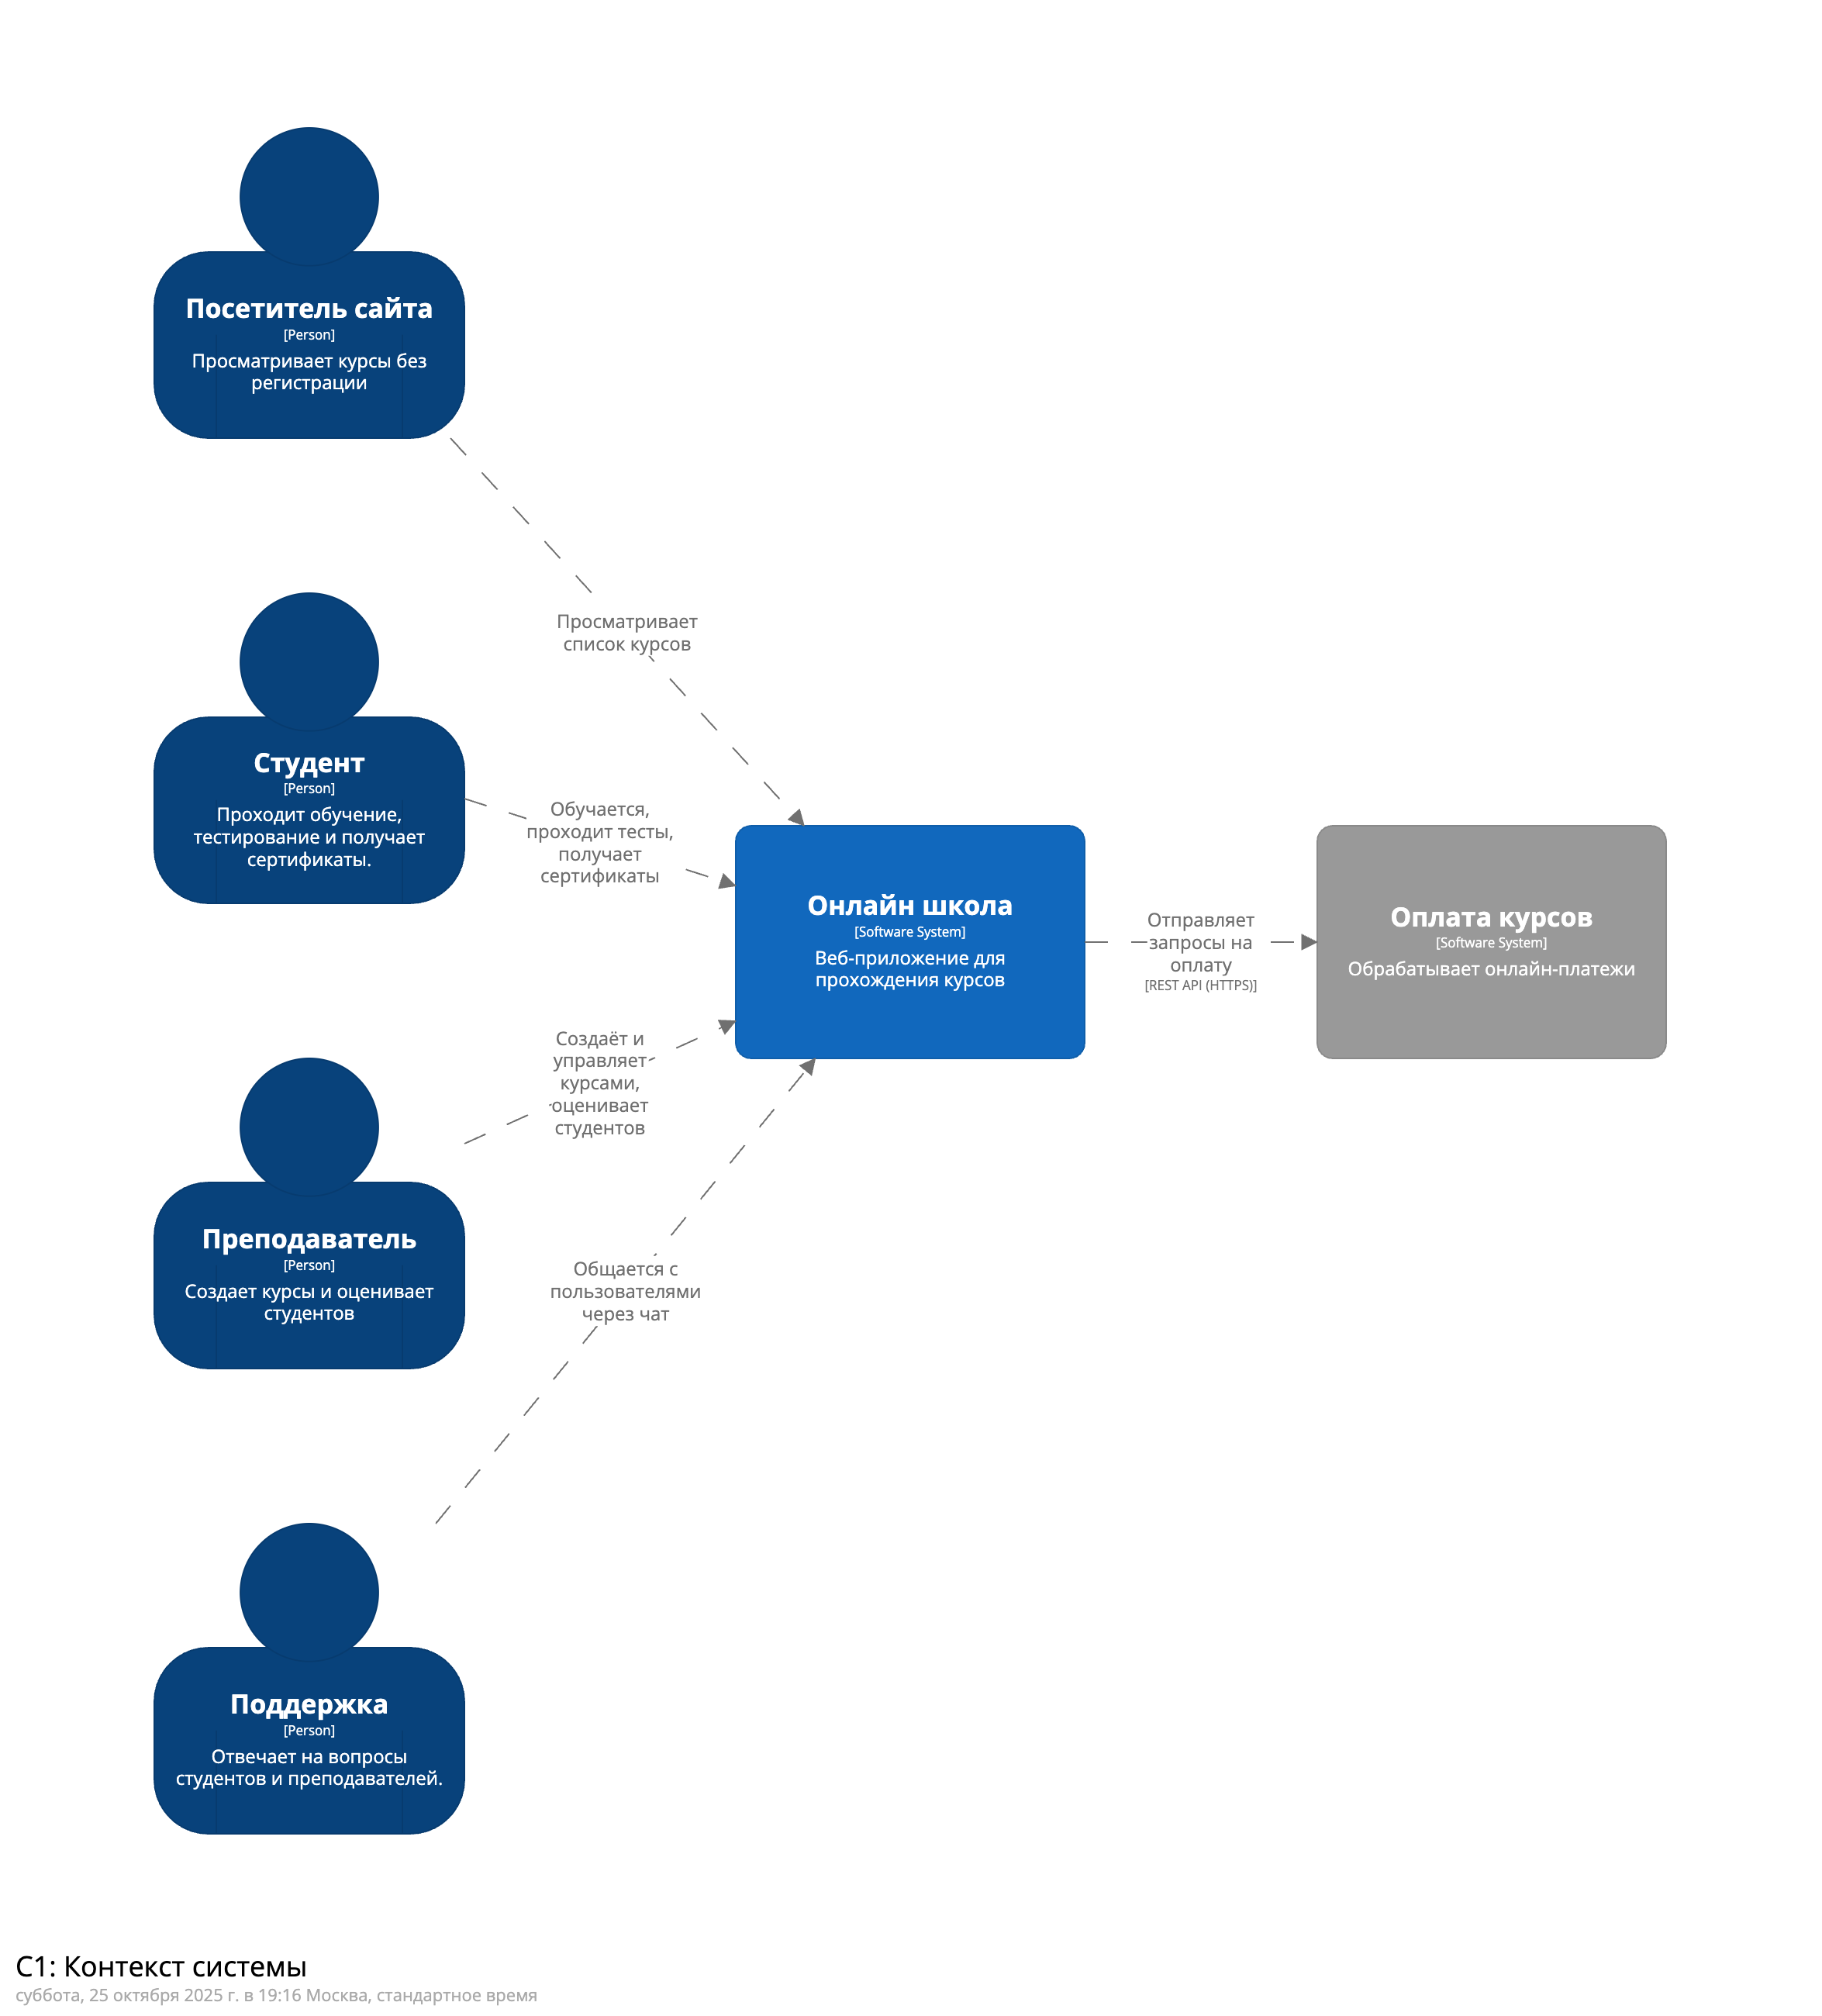 Посетитель сайта
[Person]
Просматривает курсы без
регистрации
Просматривает
список курсов
Студент
[Person]
Проходит обучение,
тестирование и получает
сертификаты.
Обучается,
проходит тесты,
получает
сертификаты
Онлайн школа
[Software System]
Веб-приложение для
прохождения курсов
Отправляет
запросы на
оплату
[REST API (HTTPS)]
Оплата курсов
[Software System]
Обрабатывает онлайн-платежи
Создаёт и
управляет
курсами,
оценивает
студентов
Преподаватель
[Person]
Создает курсы и оценивает
студентов
Общается с
пользователями
через чат
Поддержка
[Person]
Отвечает на вопросы
студентов и преподавателей.
C1: Контекст системы
суббота, 25 октября 2025 г. в 19:16 Москва, стандартное время